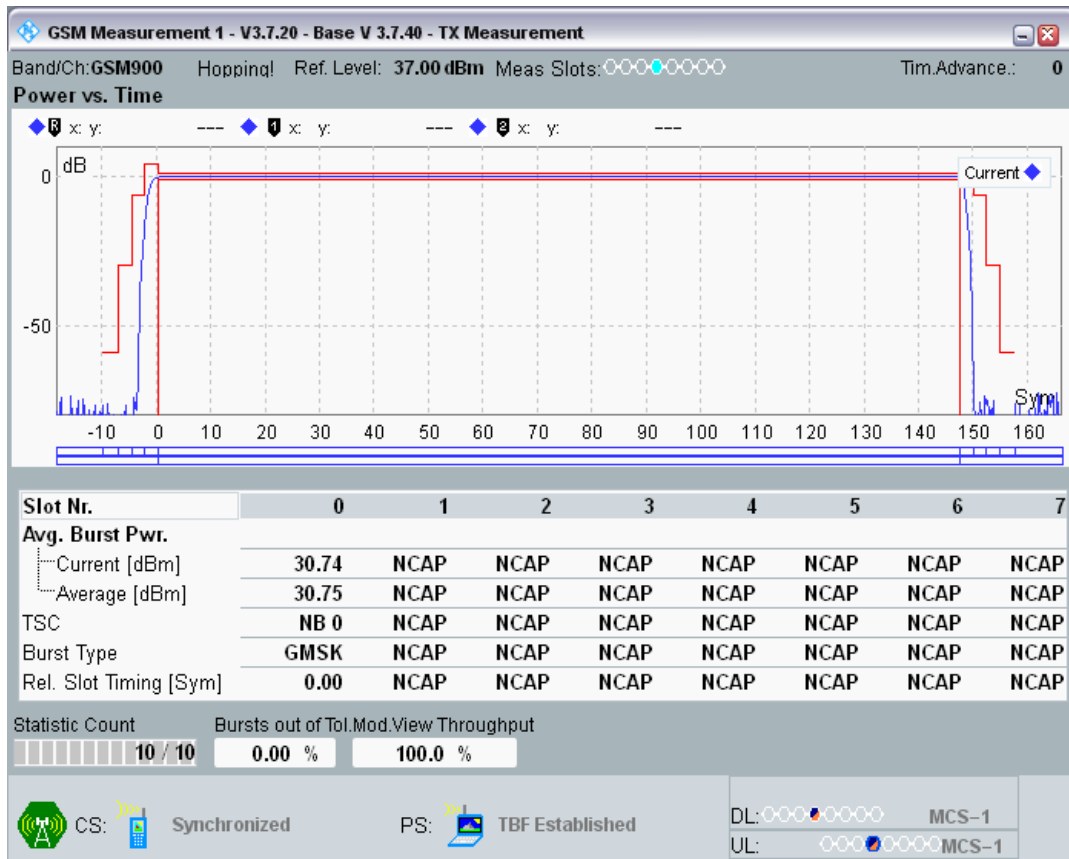 GSM Measurement 1 - V3.7.20 - Base V 3.7.40 - TX Measurement
Band/Ch:GSM900 Hopping! Ref. Level: 37.00 dBm Meas Slots: Tim.Advance.: 0
Power vs. Time
R x: y: --- 1 x: y: --- 2 x: y: ---
dB
Current
0
-50
Sym
-10 0 10 20 30 40 50 60 70 80 90 100 110 120 130 140 150 160
Slot Nr. 0 1 2 3 4 5 6 7
Avg. Burst Pwr.
Current [dBm] 30.74 NCAP NCAP NCAP NCAP NCAP NCAP NCAP
Average [dBm] 30.75 NCAP NCAP NCAP NCAP NCAP NCAP NCAP
TSC NB 0 NCAP NCAP NCAP NCAP NCAP NCAP NCAP
Burst Type GMSK NCAP NCAP NCAP NCAP NCAP NCAP NCAP
Rel. Slot Timing [Sym] 0.00 NCAP NCAP NCAP NCAP NCAP NCAP NCAP
Statistic Count Bursts out of Tol.Mod.View Throughput
10 / 10 0.00 % 100.0 %
CS: Synchronized PS: TBF Established
DL: MCS-1
UL: MCS-1